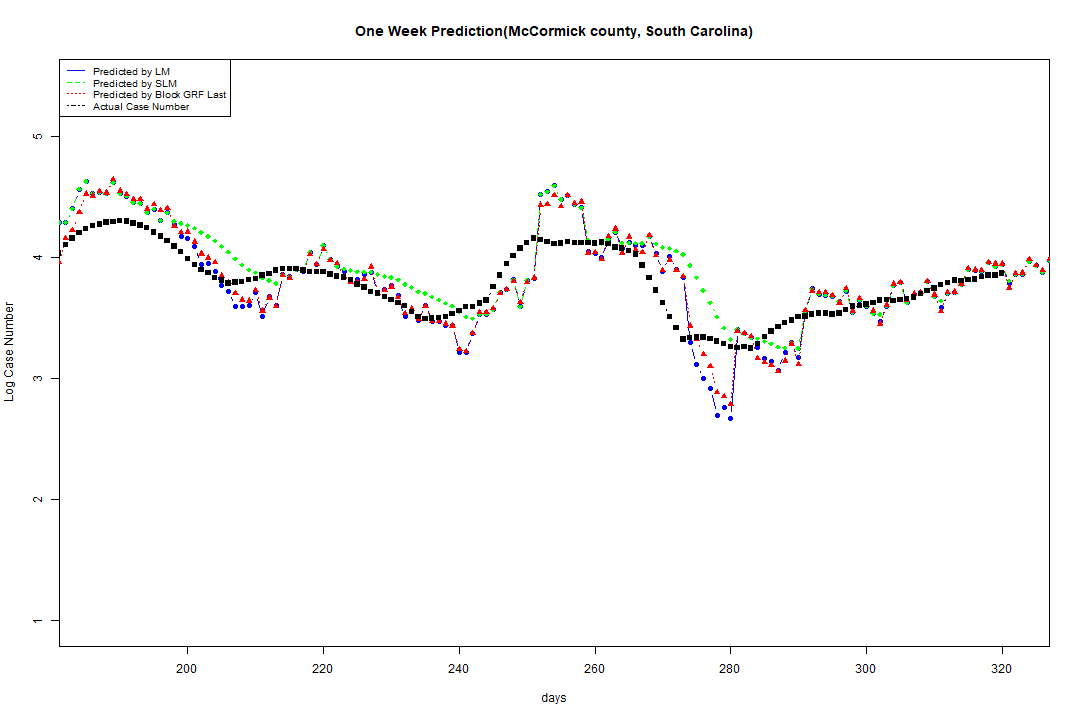 One Week Prediction(McCormick county, South Carolina)
Predicted by LM
Predicted by SLM
Predicted by Block GRF Last
Actual Case Number
5
4
3
2
1
Log Case Number
200 220 240 260 280 300 320
days